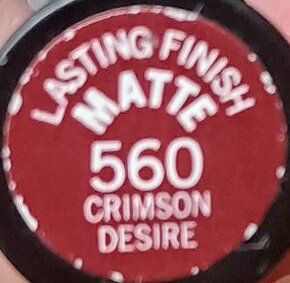 LASTING FINISH
MATTE
560
CRIMSON
DESIRE